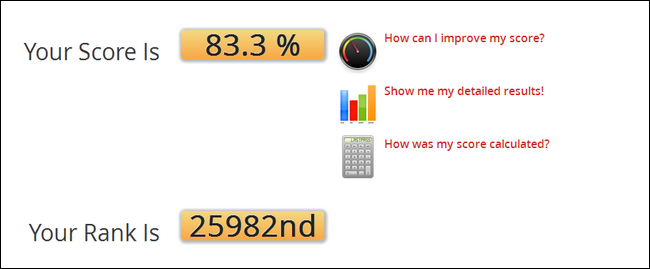 Your Score Is
83.3 %
How can I improve my score?
Show me my detailed results!
How was my score calculated?
Your Rank Is
25982nd